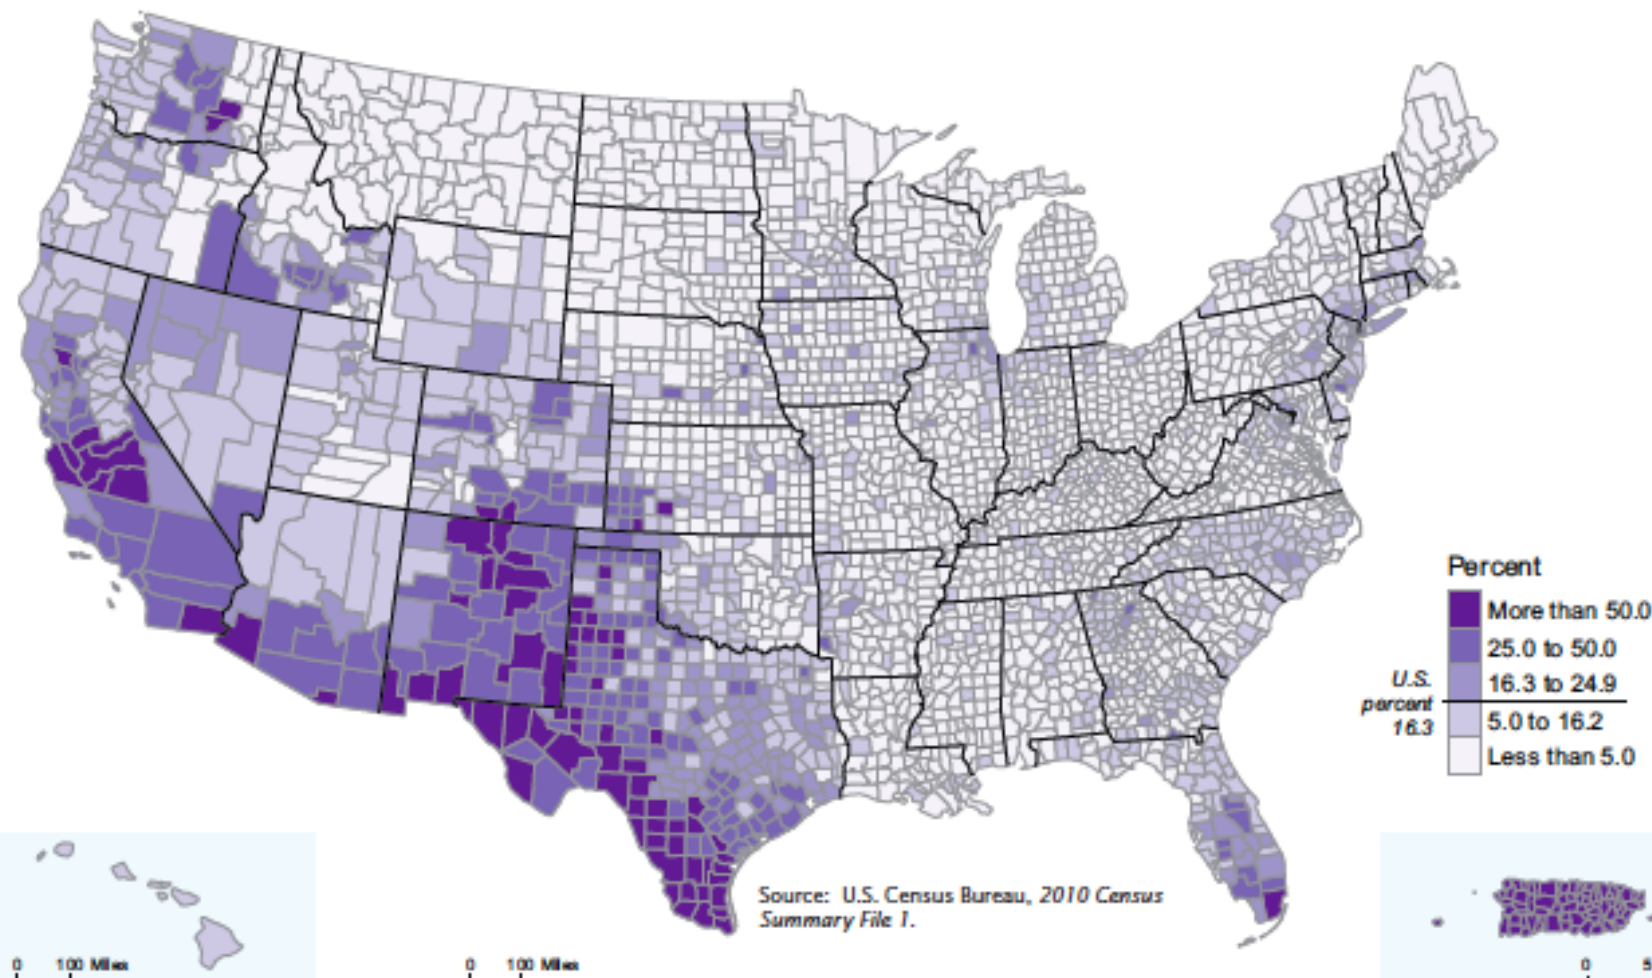 Percent
More than 50.0
25.0 to 50.0
16.3 to 24.9
U.S.
percent
16.3
5.0 to 16.2
Less than 5.0
Source: U.S. Census Bureau, 2010 Census
Summary File 1.
0 100 Miles
0 100 Miles
0